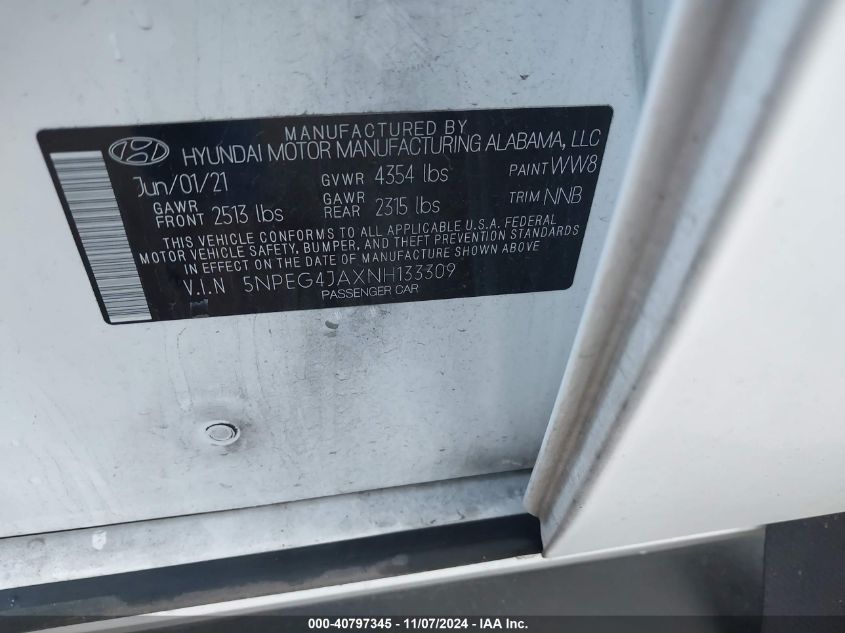 MANUFACTURED BY
HYUNDAI MOTOR MANUFACTURING ALABAMA, LLC
Jun/01/21 GVWR 4354 lbs PAINT WW8
GAWR FRONT 2513 lbs GAWR REAR 2315 lbs TRIM NNB
THIS VEHICLE CONFORMS TO ALL APPLICABLE U.S.A. FEDERAL
MOTOR VEHICLE SAFETY, BUMPER, AND THEFT PREVENTION STANDARDS
IN EFFECT ON THE DATE OF MANUFACTURE SHOWN ABOVE
V.I.N 5NPEG4JAXNH133309
PASSENGER CAR
000-40797345 - 11/07/2024 - IAA Inc.